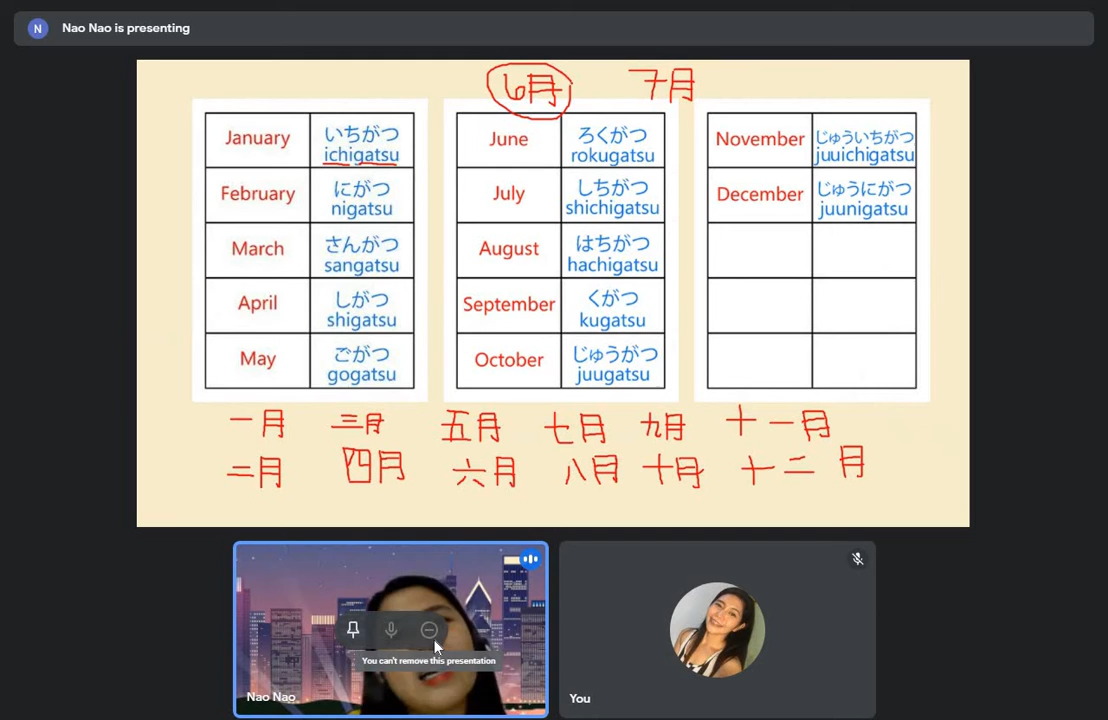 N Nao Nao is presenting
6月 7月
January いちがつ ichigatsu
February にがつ nigatsu
March さんがつ sangatsu
April しがつ shigatsu
May ごがつ gogatsu
June ろくがつ rokugatsu
July しちがつ shichigatsu
August はちがつ hachigatsu
September くがつ kugatsu
October じゅうがつ juugatsu
November じゅういちがつ juuichigatsu
December じゅうにがつ juunigatsu
一月 三月 五月 七月 九月 十一月
二月 四月 六月 八月 十月 十二月
You can't remove this presentation
Nao Nao
You